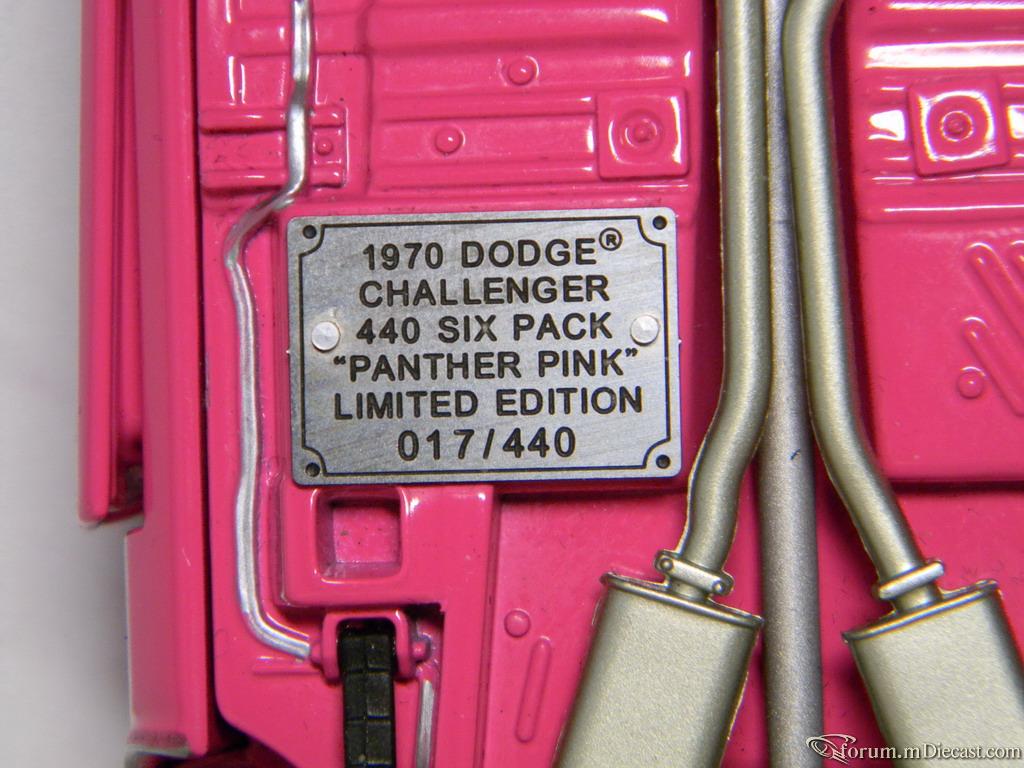 1970 DODGE®
CHALLENGER
440 SIX PACK
“PANTHER PINK”
LIMITED EDITION
017/440
forum.mDiecast.com